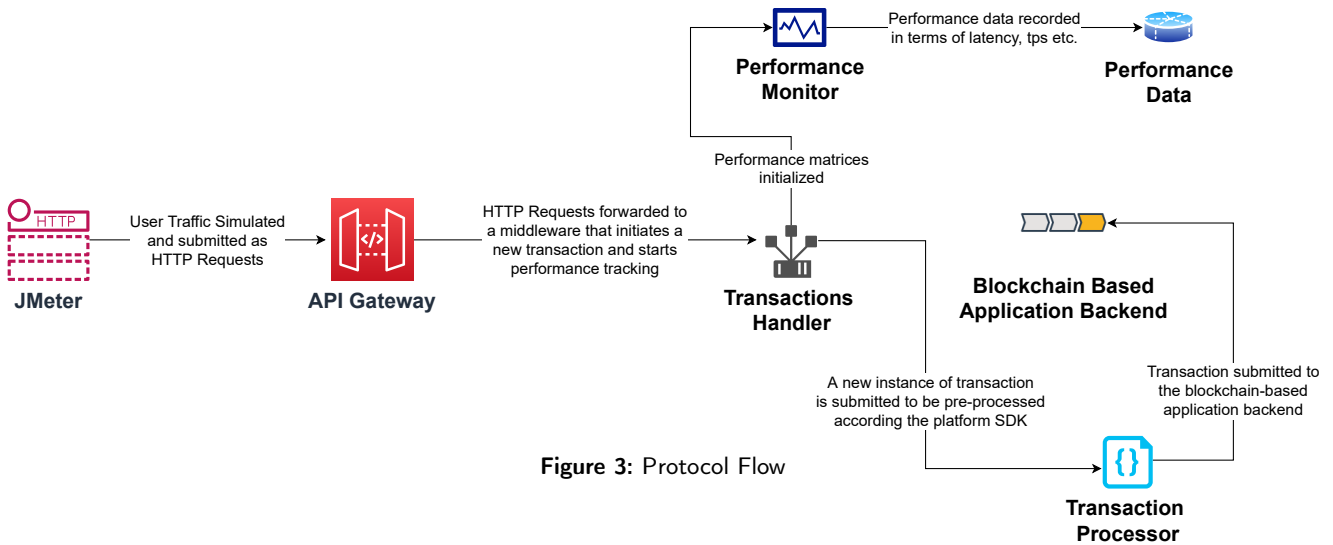 Performance data recorded
in terms of latency, tps etc.
Performance
Monitor
Performance
Data
Performance matrices
initialized
HTTP
User Traffic Simulated
and submitted as
HTTP Requests
JMeter
API Gateway
HTTP Requests forwarded to
a middleware that initiates a
new transaction and starts
performance tracking
Transactions
Handler
Blockchain Based
Application Backend
A new instance of transaction
is submitted to be pre-processed
according the platform SDK
Transaction submitted to
the blockchain-based
application backend
Transaction
Processor
Figure 3: Protocol Flow